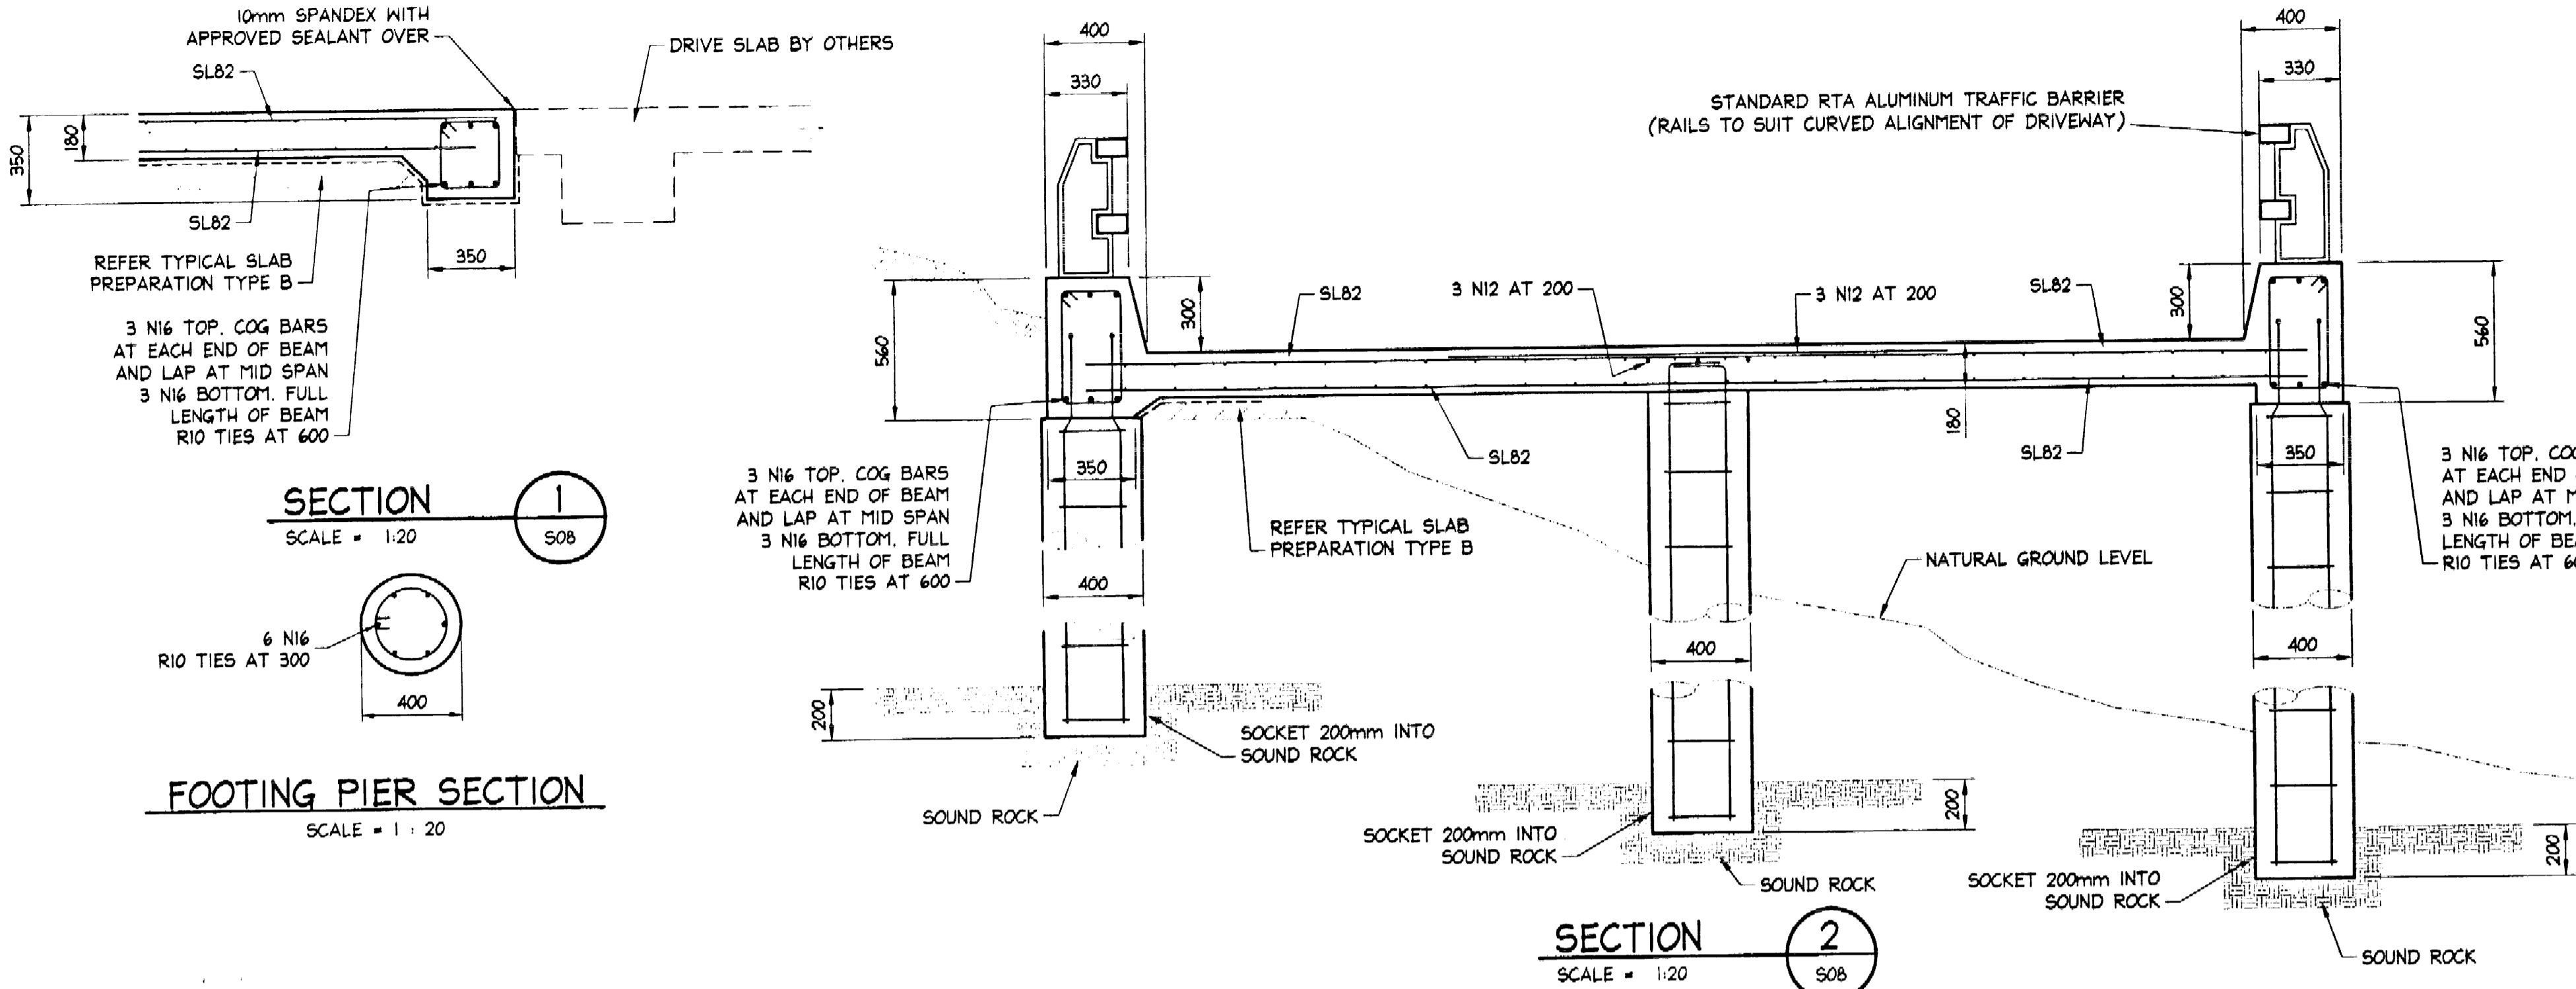 10mm SPANDEX WITH
APPROVED SEALANT OVER
DRIVE SLAB BY OTHERS
SL82
350
180
SL82
350
REFER TYPICAL SLAB
PREPARATION TYPE B
3 N16 TOP. COG BARS
AT EACH END OF BEAM
AND LAP AT MID SPAN
3 N16 BOTTOM. FULL
LENGTH OF BEAM
R10 TIES AT 600
SECTION
1
S08
SCALE = 1:20
6 N16
R10 TIES AT 300
400
FOOTING PIER SECTION
SCALE = 1 : 20
400
330
400
330
STANDARD RTA ALUMINUM TRAFFIC BARRIER
(RAILS TO SUIT CURVED ALIGNMENT OF DRIVEWAY)
560
300
SL82
3 N12 AT 200
3 N12 AT 200
SL82
300
560
180
SL82
SL82
350
350
3 N16 TOP. COG BARS
AT EACH END OF BEAM
AND LAP AT MID SPAN
3 N16 BOTTOM. FULL
LENGTH OF BEAM
R10 TIES AT 600
REFER TYPICAL SLAB
PREPARATION TYPE B
NATURAL GROUND LEVEL
3 N16 TOP. COG
AT EACH END
AND LAP AT M
3 N16 BOTTOM.
LENGTH OF BEA
R10 TIES AT 60
400
400
400
200
SOCKET 200mm INTO
SOUND ROCK
SOUND ROCK
200
SOCKET 200mm INTO
SOUND ROCK
SOUND ROCK
200
SOCKET 200mm INTO
SOUND ROCK
SOUND ROCK
SECTION
2
S08
SCALE = 1:20